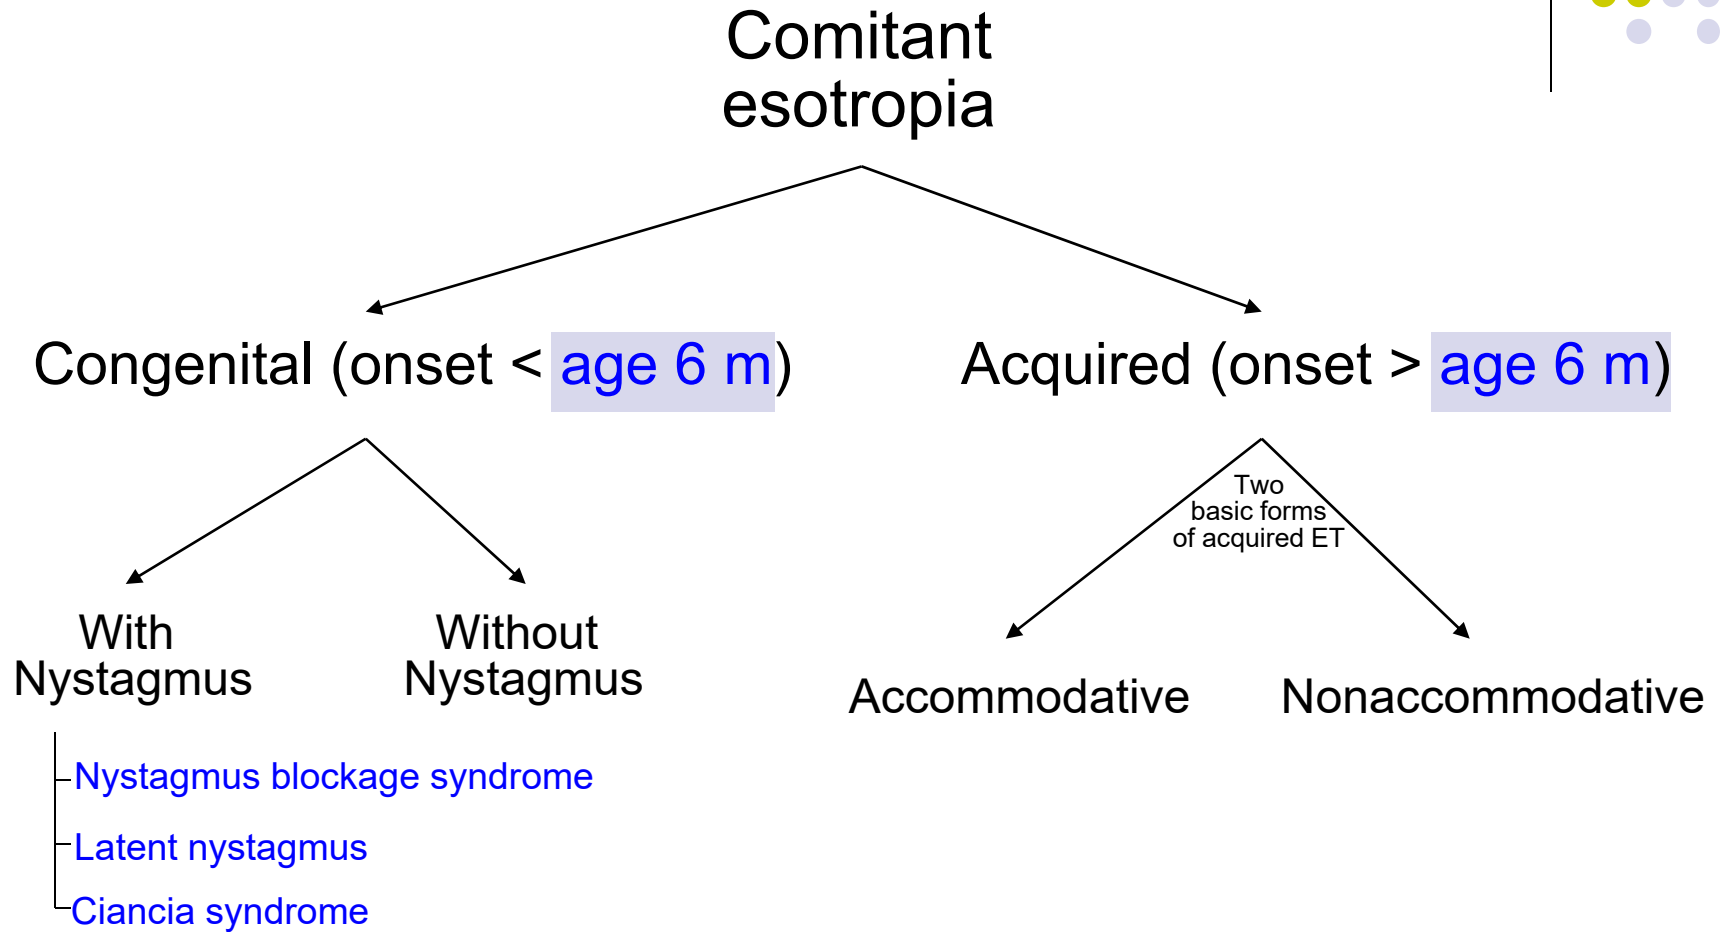 Comitant
esotropia
Congenital (onset < age 6 m)
Acquired (onset > age 6 m)
Two
basic forms
of acquired ET
With
Nystagmus
Without
Nystagmus
Accommodative
Nonaccommodative
Nystagmus blockage syndrome
Latent nystagmus
Ciancia syndrome